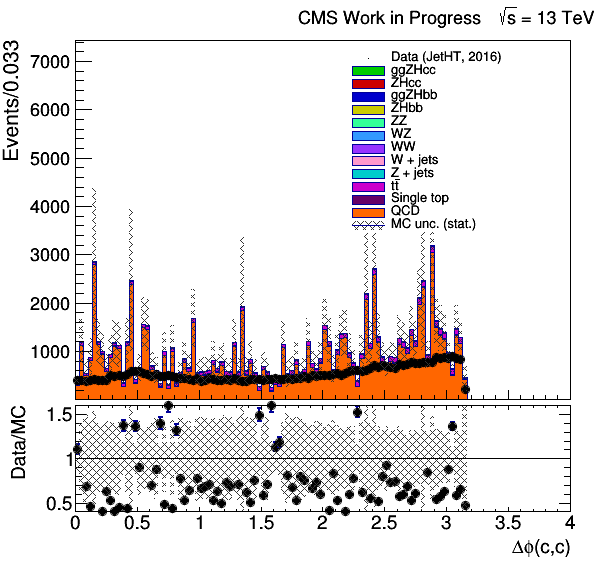 CMS Work in Progress √s = 13 TeV
Events/0.033
7000
6000
5000
4000
3000
2000
1000
Data (JetHT, 2016)
ggZHcc
ZHcc
ggZHbb
ZHbb
ZZ
WZ
WW
W + jets
Z + jets
tt̄
Single top
QCD
MC unc. (stat.)
Data/MC
1.5
1
0.5
0 0.5 1 1.5 2 2.5 3 3.5 4
Δϕ(c,c)